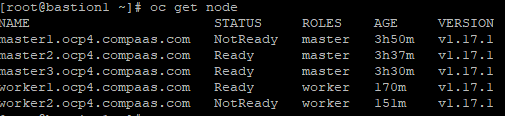 [root@bastion1 ~]# oc get node
NAME STATUS ROLES AGE VERSION
master1.ocp4.compaas.com NotReady master 3h50m v1.17.1
master2.ocp4.compaas.com Ready master 3h37m v1.17.1
master3.ocp4.compaas.com Ready master 3h30m v1.17.1
worker1.ocp4.compaas.com Ready worker 170m v1.17.1
worker2.ocp4.compaas.com NotReady worker 151m v1.17.1